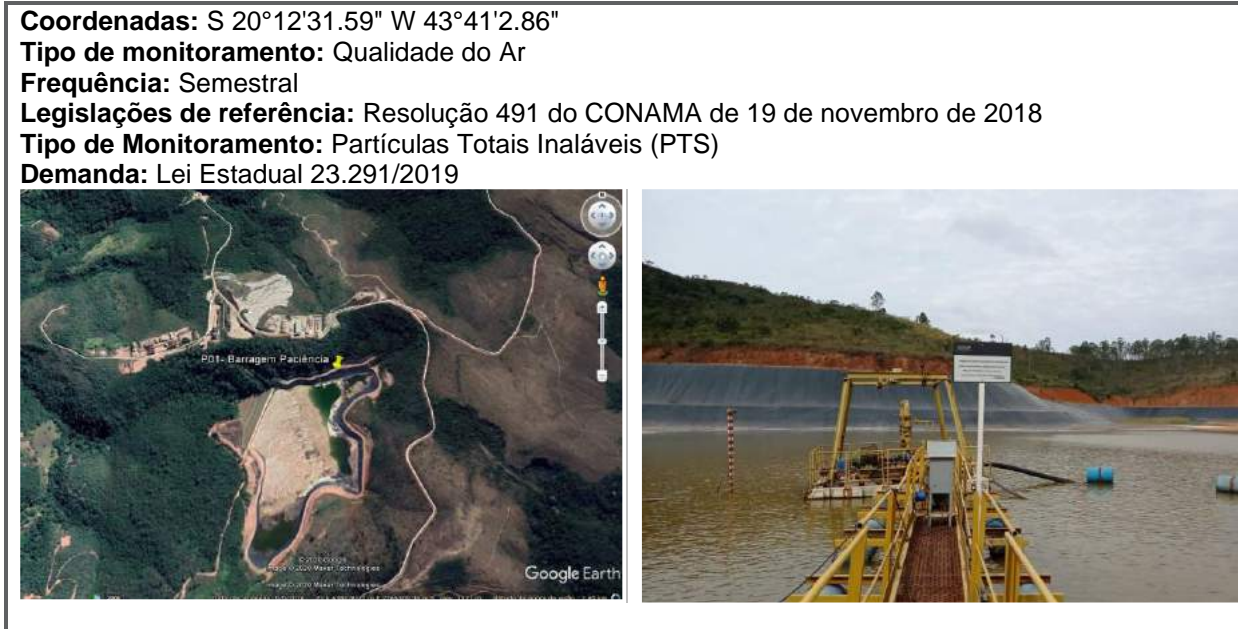 Coordenadas: S 20°12'31.59" W 43°41'2.86"
Tipo de monitoramento: Qualidade do Ar
Frequência: Semestral
Legislações de referência: Resolução 491 do CONAMA de 19 de novembro de 2018
Tipo de Monitoramento: Partículas Totais Inaláveis (PTS)
Demanda: Lei Estadual 23.291/2019
P01- Barragem Paciência
Google Earth